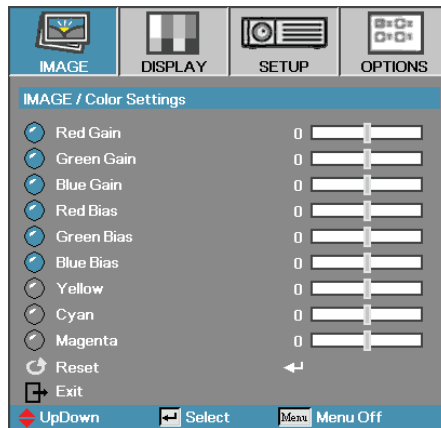 IMAGE DISPLAY SETUP OPTIONS
IMAGE / Color Settings
Red Gain 0
Green Gain 0
Blue Gain 0
Red Bias 0
Green Bias 0
Blue Bias 0
Yellow 0
Cyan 0
Magenta 0
Reset
Exit
UpDown Select Menu Menu Off